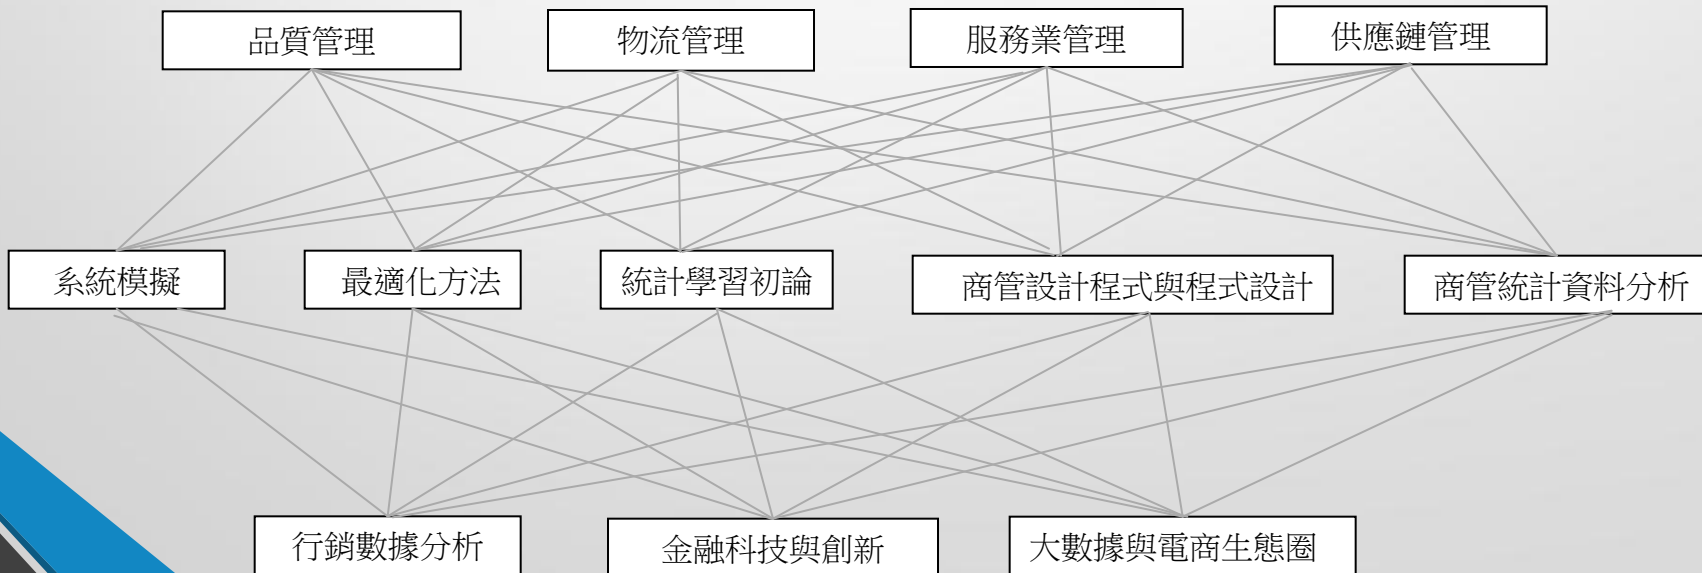 品質管理
物流管理
服務業管理
供應鏈管理
系統模擬
最適化方法
統計學習初論
商管設計程式與程式設計
商管統計資料分析
行銷數據分析
金融科技與創新
大數據與電商生態圈